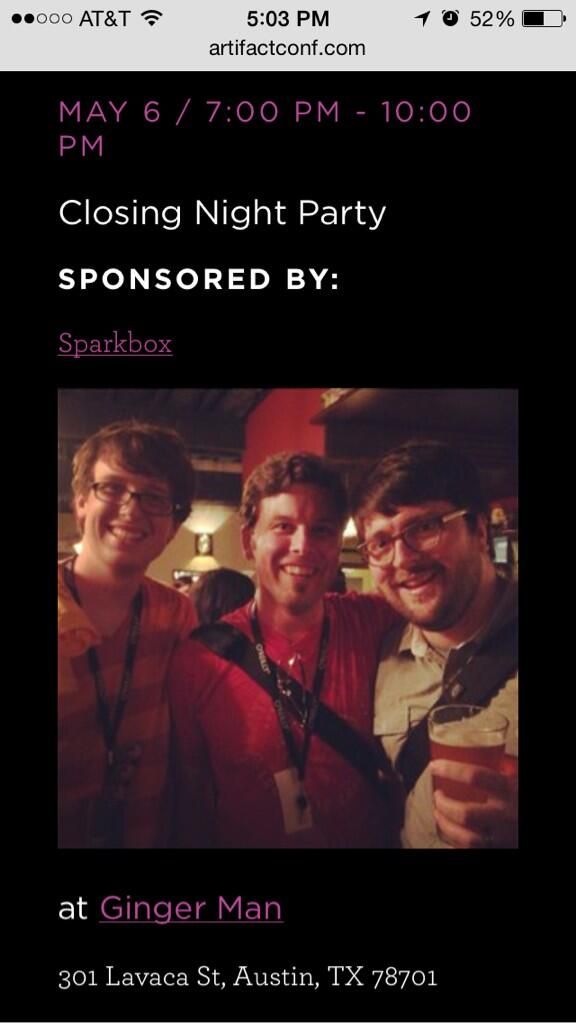 AT&T 5:03 PM 52%
artifactconf.com
MAY 6 / 7:00 PM - 10:00
PM
Closing Night Party
SPONSORED BY:
Sparkbox
O'REILLY
at Ginger Man
301 Lavaca St, Austin, TX 78701